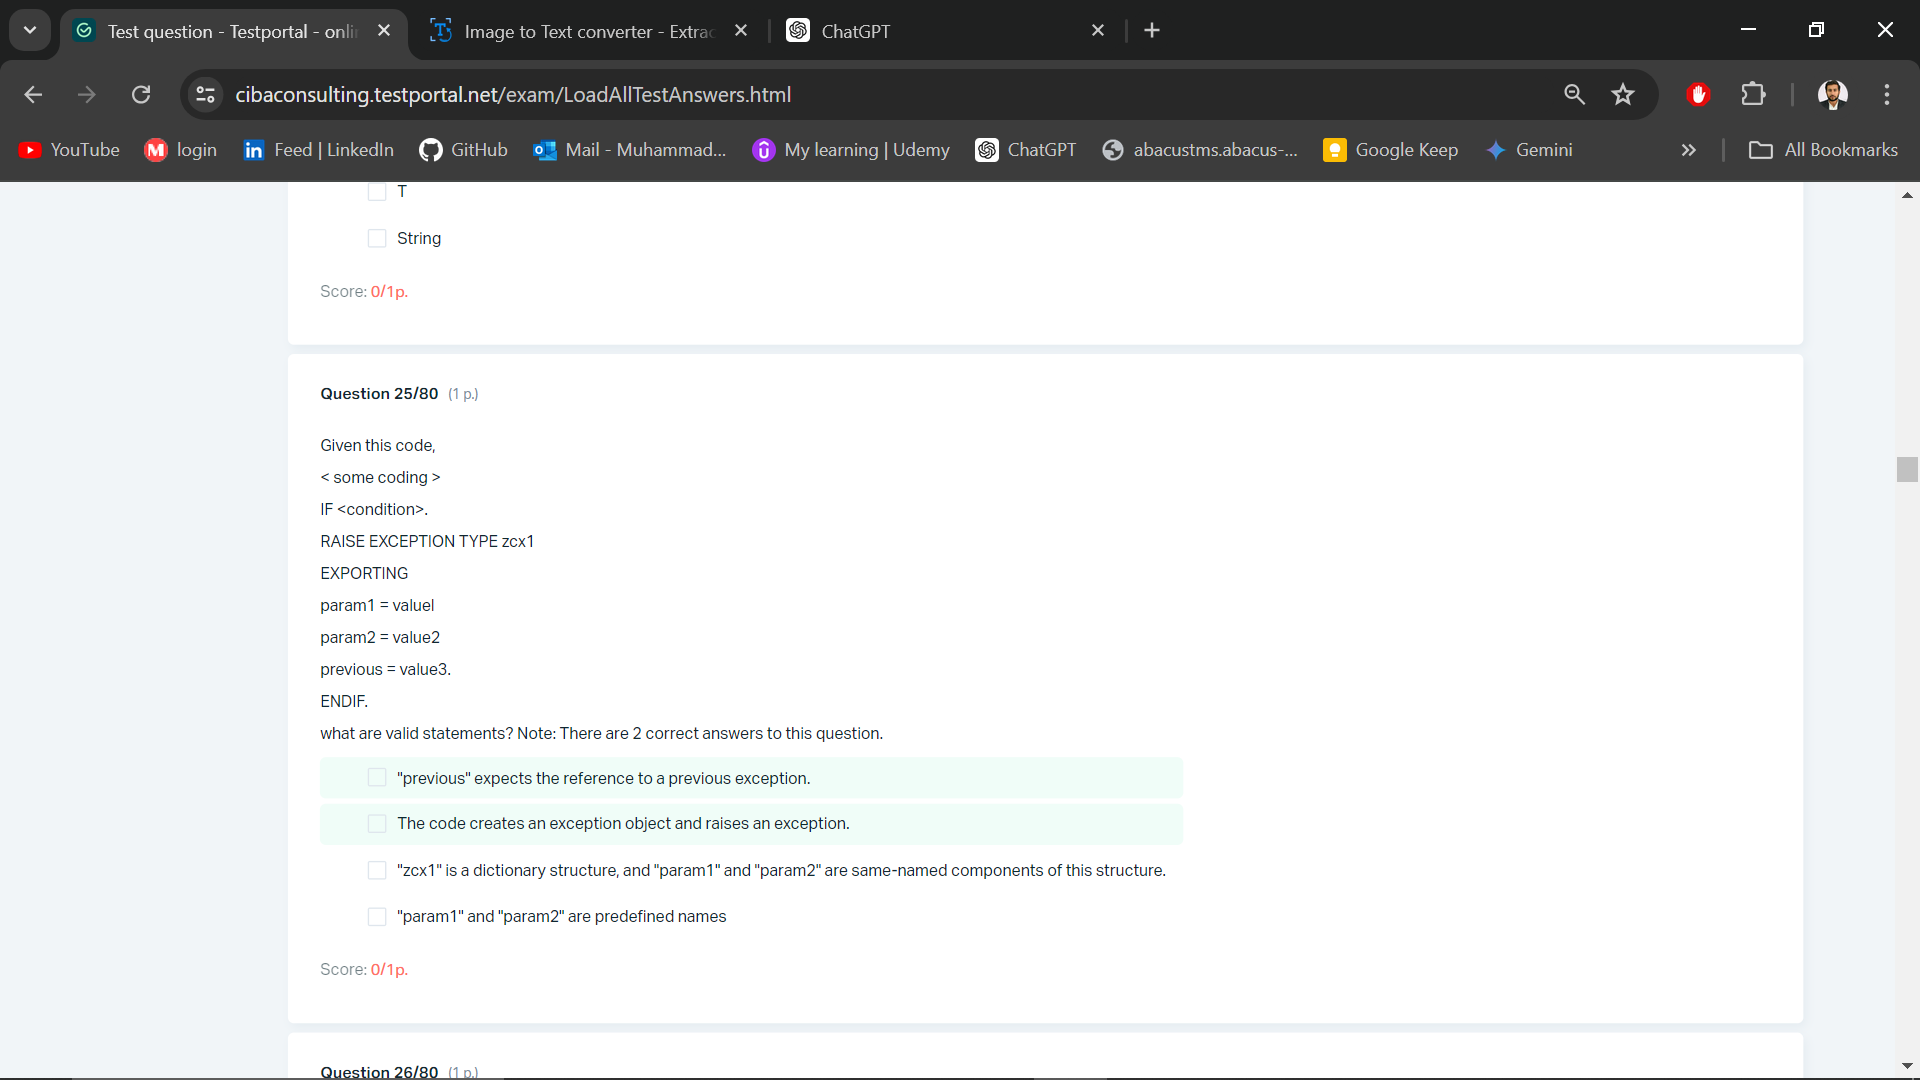 Test question - Testportal - onli
Image to Text converter - Extrac
ChatGPT
cibaconsulting.testportal.net/exam/LoadAllTestAnswers.html
YouTube
login
Feed | LinkedIn
GitHub
Mail - Muhammad...
My learning | Udemy
ChatGPT
abacustms.abacus-...
Google Keep
Gemini
All Bookmarks
T
String
Score: 0/1p.
Question 25/80 (1 p.)
Given this code,
< some coding >
IF <condition>.
RAISE EXCEPTION TYPE zcx1
EXPORTING
param1 = valuel
param2 = value2
previous = value3.
ENDIF.
what are valid statements? Note: There are 2 correct answers to this question.
"previous" expects the reference to a previous exception.
The code creates an exception object and raises an exception.
"zcx1" is a dictionary structure, and "param1" and "param2" are same-named components of this structure.
"param1" and "param2" are predefined names
Score: 0/1p.
Question 26/80 (1 p.)